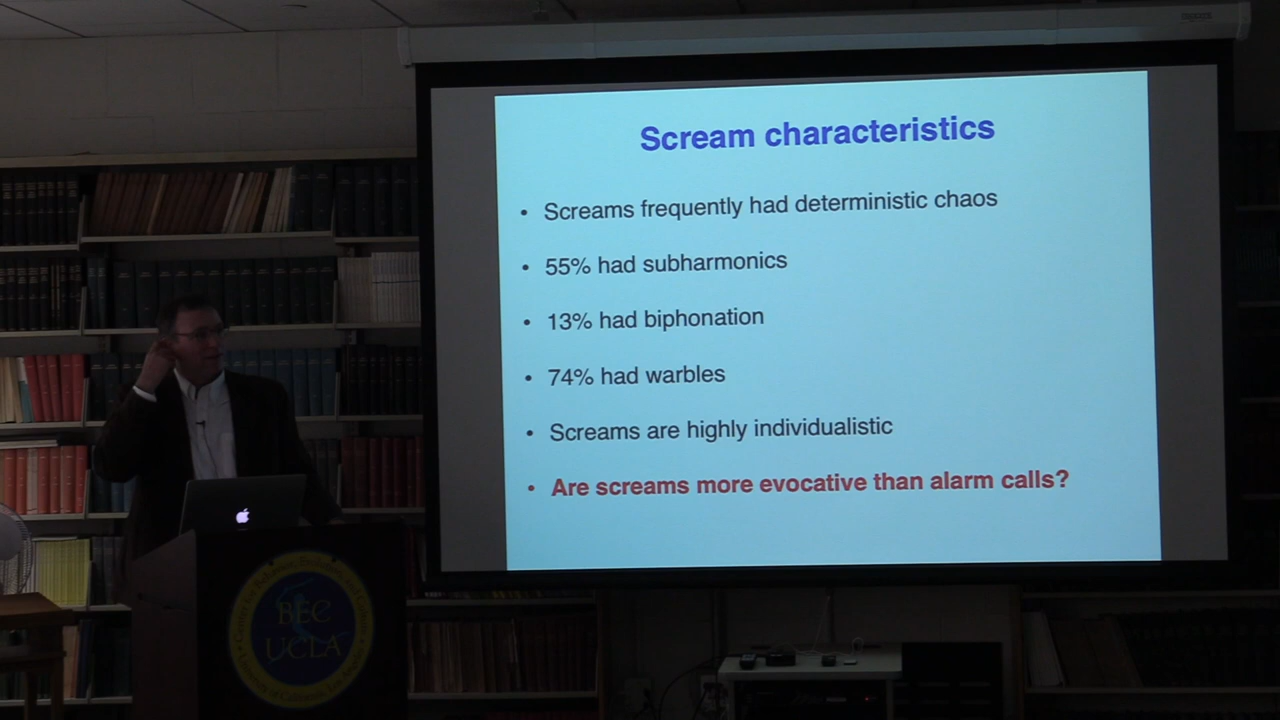 Scream characteristics
• Screams frequently had deterministic chaos
• 55% had subharmonics
• 13% had biphonation
• 74% had warbles
• Screams are highly individualistic
• Are screams more evocative than alarm calls?
BEC
UCLA